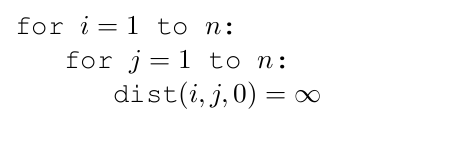 for i = 1 to n:
for j = 1 to n:
dist(i, j, 0) = ∞